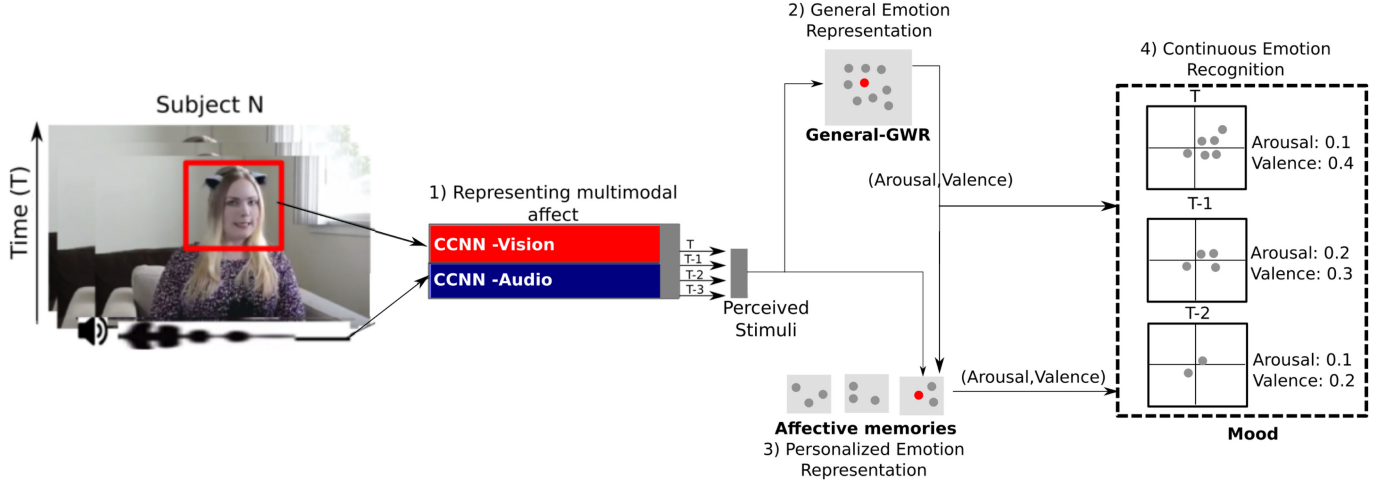 Subject N
Time (T)
1) Representing multimodal
affect
CCNN -Vision
CCNN -Audio
T
T-1
T-2
T-3
Perceived
Stimuli
2) General Emotion
Representation
General-GWR
(Arousal,Valence)
(Arousal,Valence)
Affective memories
3) Personalized Emotion
Representation
4) Continuous Emotion
Recognition
T
Arousal: 0.1
Valence: 0.4
T-1
Arousal: 0.2
Valence: 0.3
T-2
Arousal: 0.1
Valence: 0.2
Mood